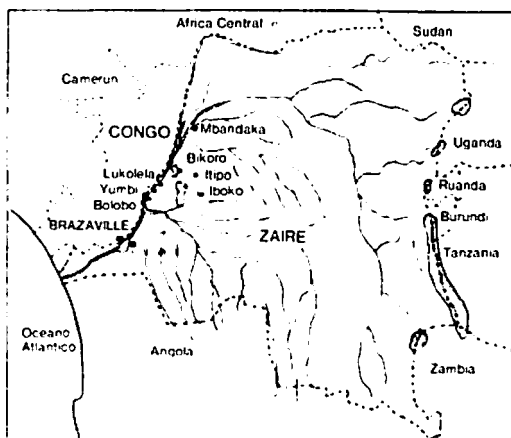 Africa Central
Sudan
Camerun
CONGO
Mbandaka
Uganda
Bikoro
Lukolela
Itipo
Ruanda
Yumbi
Iboko
Bolobo
Burundi
BRAZAVILLE
ZAIRE
Tanzania
Oceano
Atlantico
Angola
Zambia